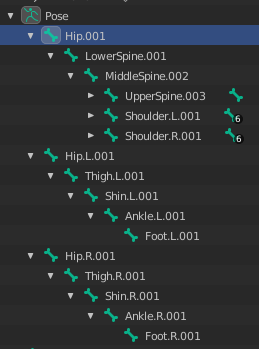 Pose
Hip.001
LowerSpine.001
MiddleSpine.002
UpperSpine.003
Shoulder.L.001 6
Shoulder.R.001 6
Hip.L.001
Thigh.L.001
Shin.L.001
Ankle.L.001
Foot.L.001
Hip.R.001
Thigh.R.001
Shin.R.001
Ankle.R.001
Foot.R.001